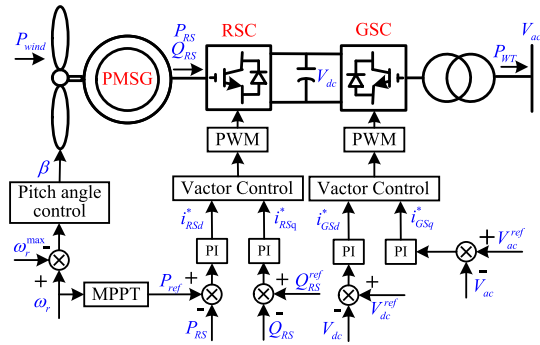 P_wind
PMSG
P_RS
Q_RS
RSC
V_dc
GSC
P_WT
V_ac
PWM
PWM
β
Pitch angle
control
Vactor Control
Vactor Control
i*_RSd
i*_RSq
i*_GSd
i*_GSq
PI
PI
PI
PI
ω_r^max
-
+
ω_r
MPPT
P_ref
+
-
P_RS
+
Q_RS^ref
-
Q_RS
+
V_dc^ref
-
V_dc
+
V_ac^ref
-
V_ac